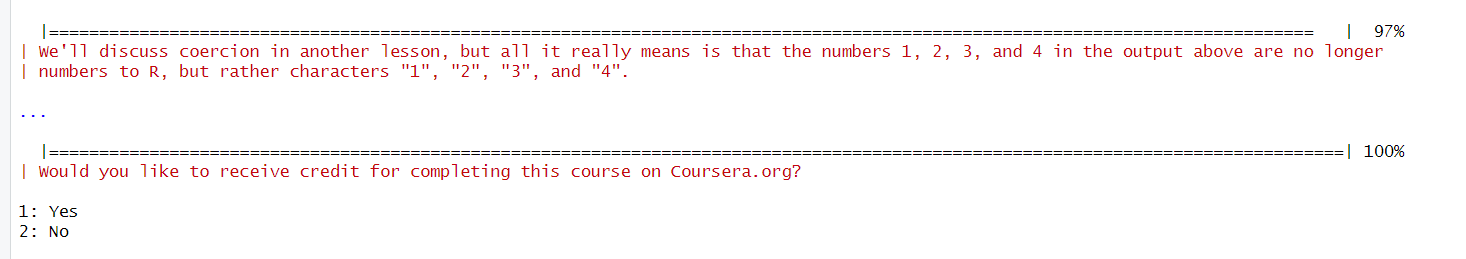 |==============================================================================================================================   |  97%
| We'll discuss coercion in another lesson, but all it really means is that the numbers 1, 2, 3, and 4 in the output above are no longer
| numbers to R, but rather characters "1", "2", "3", and "4".
...
|=================================================================================================================================| 100%
| Would you like to receive credit for completing this course on Coursera.org?
1: Yes
2: No